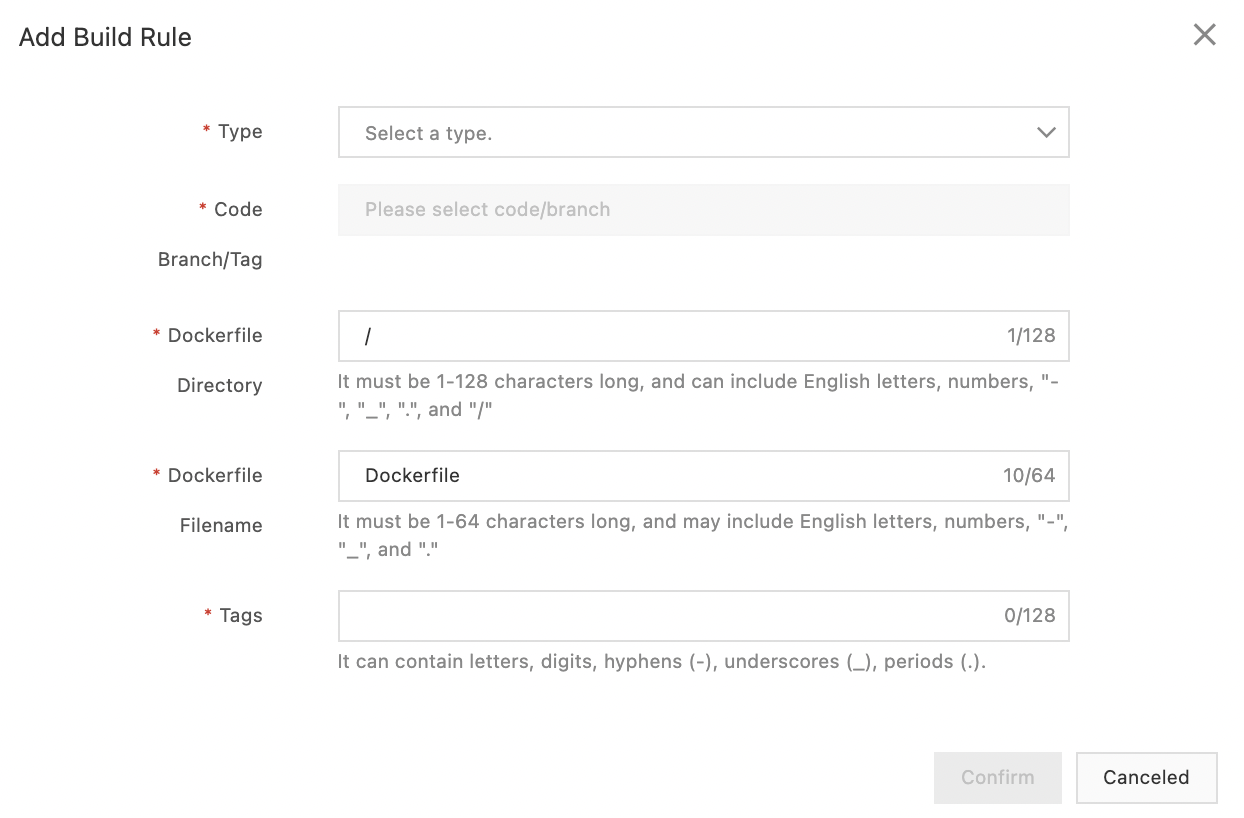 Add Build Rule
* Type
Select a type.
* Code
Branch/Tag
Please select code/branch
* Dockerfile
Directory
/
1/128
It must be 1-128 characters long, and can include English letters, numbers, "-
", "_", ".", and "/"
* Dockerfile
Filename
Dockerfile
10/64
It must be 1-64 characters long, and may include English letters, numbers, "-",
"_", and "."
* Tags
0/128
It can contain letters, digits, hyphens (-), underscores (_), periods (.).
Confirm
Canceled